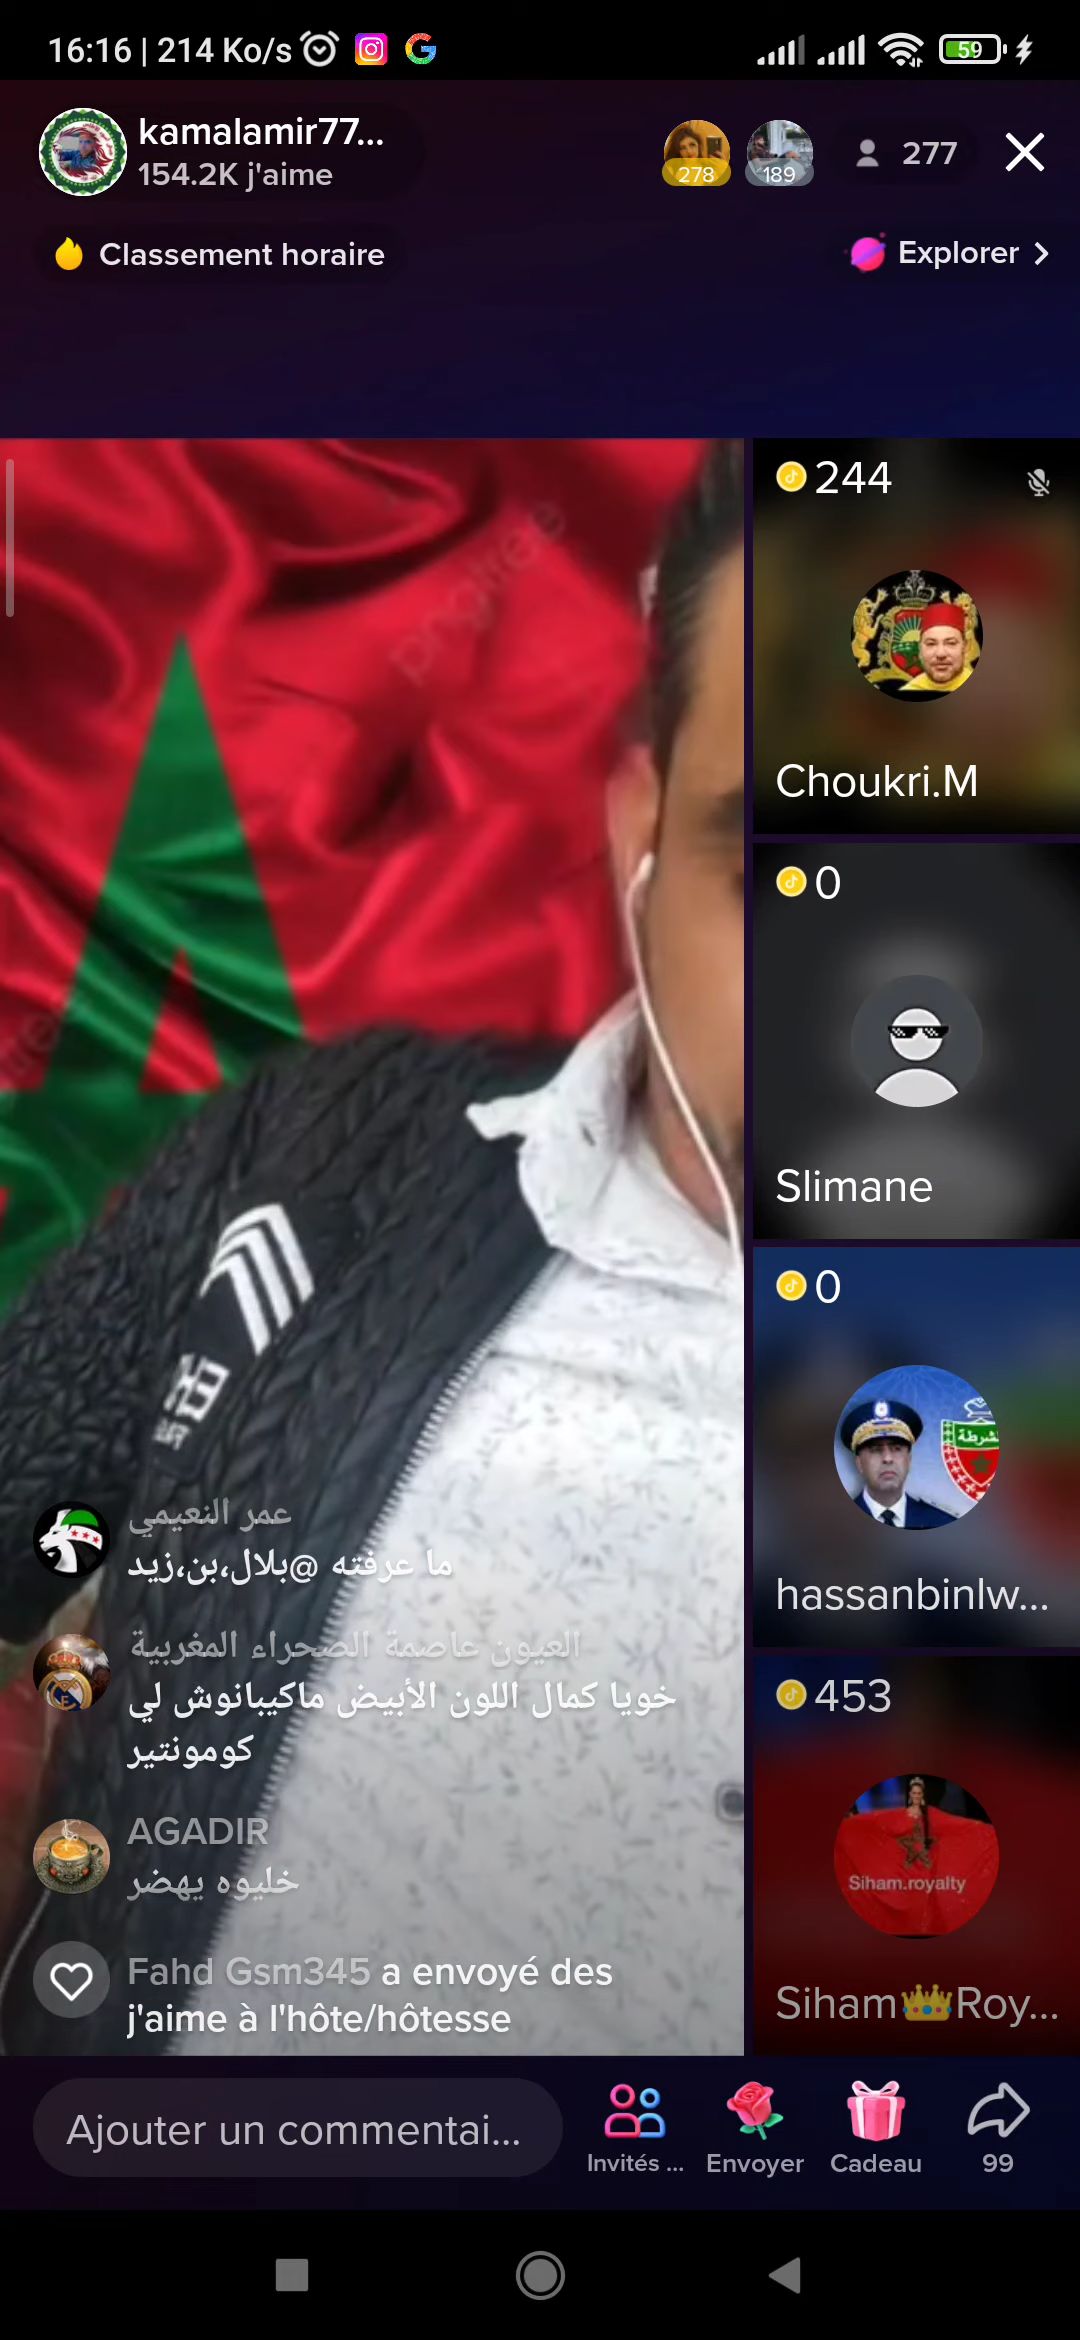 16:16 | 214 Ko/s
59
kamalamir77...
154.2K j'aime
278
189
277
Classement horaire
Explorer
pngtree
244
Choukri.M
0
Slimane
0
الشرطة
hassanbinlw...
453
Siham.royalty
Siham👑Roy...
عمر النعيمي
ما عرفته @بلال،بن،زيد
العيون عاصمة الصحراء المغربية
خويا كمال اللون الأبيض ماكيبانوش لي
كومونتير
AGADIR
خليوه يهضر
Fahd Gsm345 a envoyé des
j'aime à l'hôte/hôtesse
Ajouter un commentai...
Invités ...
Envoyer
Cadeau
99